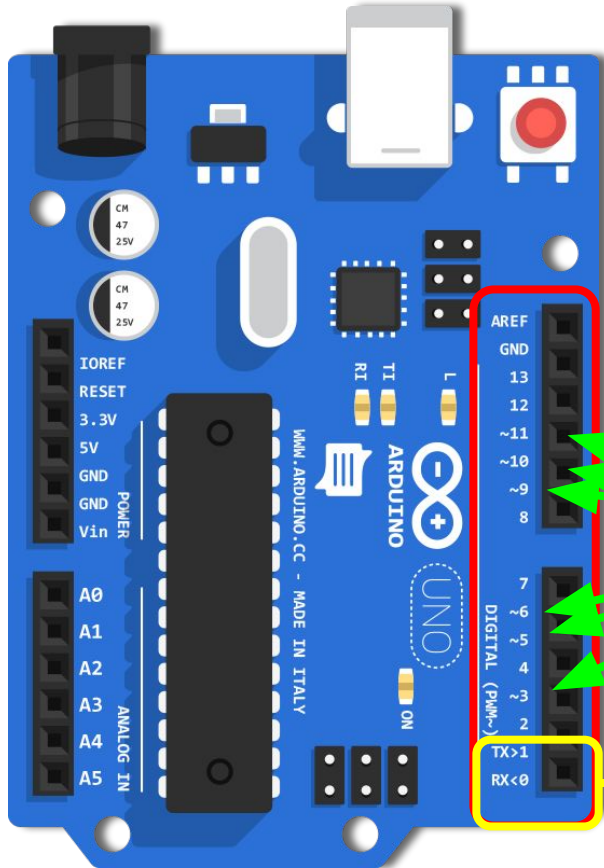 CM
47
25V
CM
47
25V
IOREF
RESET
3.3V
5V
GND
GND
Vin
POWER
A0
A1
A2
A3
A4
A5
ANALOG IN
WWW.ARDUINO.CC - MADE IN ITALY
RI
TI
L
ARDUINO
UNO
ON
AREF
GND
13
12
~11
~10
~9
8
7
~6
~5
4
~3
2
TX>1
RX<0
DIGITAL (PWM~)